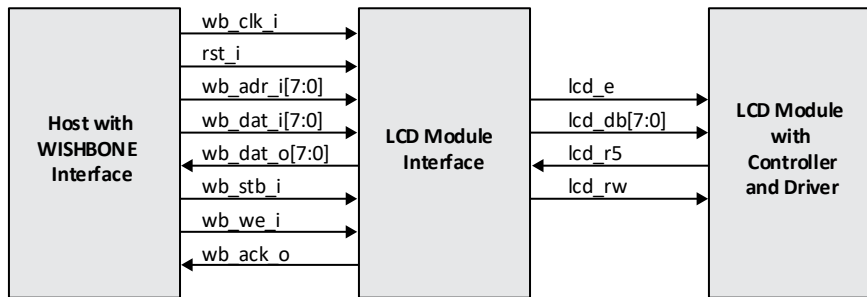 Host with
WISHBONE
Interface
wb_clk_i
rst_i
wb_adr_i[7:0]
wb_dat_i[7:0]
wb_dat_o[7:0]
wb_stb_i
wb_we_i
wb_ack_o
LCD Module
Interface
lcd_e
lcd_db[7:0]
lcd_r5
lcd_rw
LCD Module
with
Controller
and Driver